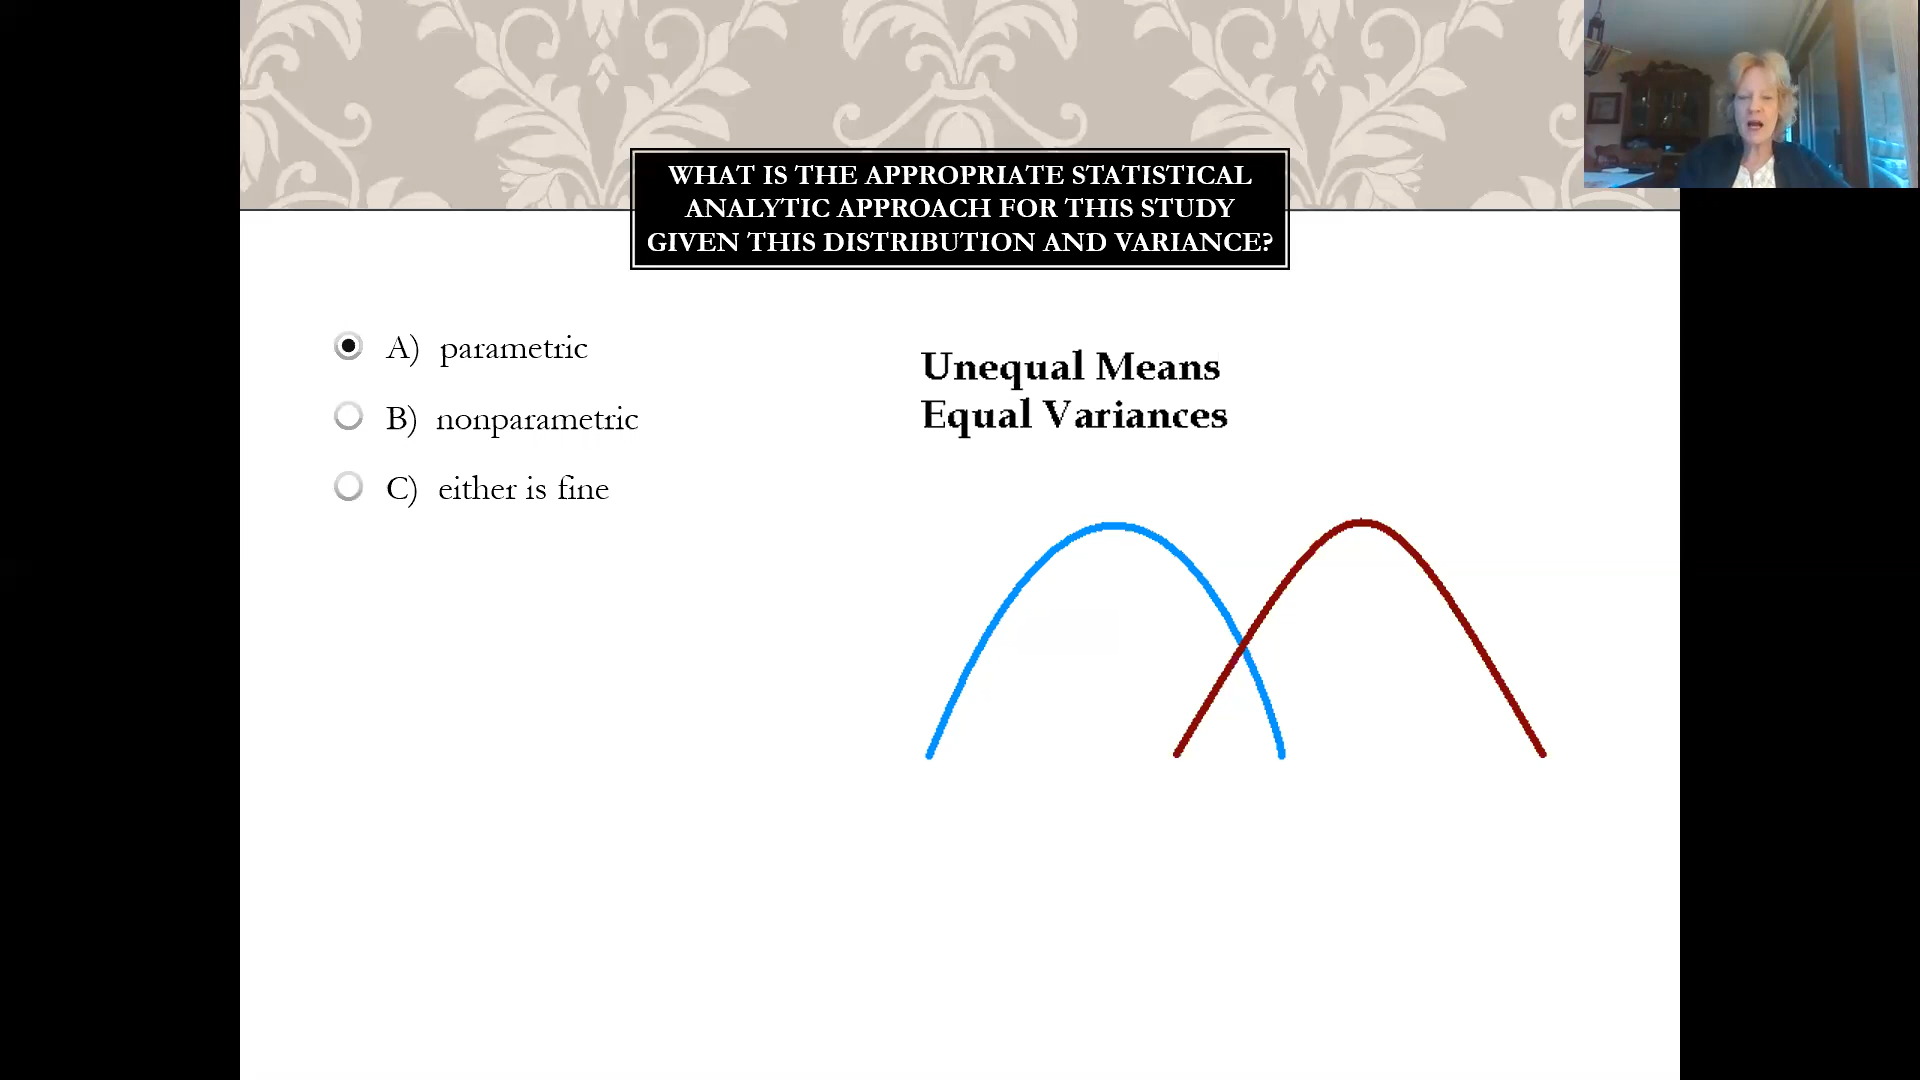 WHAT IS THE APPROPRIATE STATISTICAL
ANALYTIC APPROACH FOR THIS STUDY
GIVEN THIS DISTRIBUTION AND VARIANCE?
A) parametric
B) nonparametric
C) either is fine
Unequal Means
Equal Variances